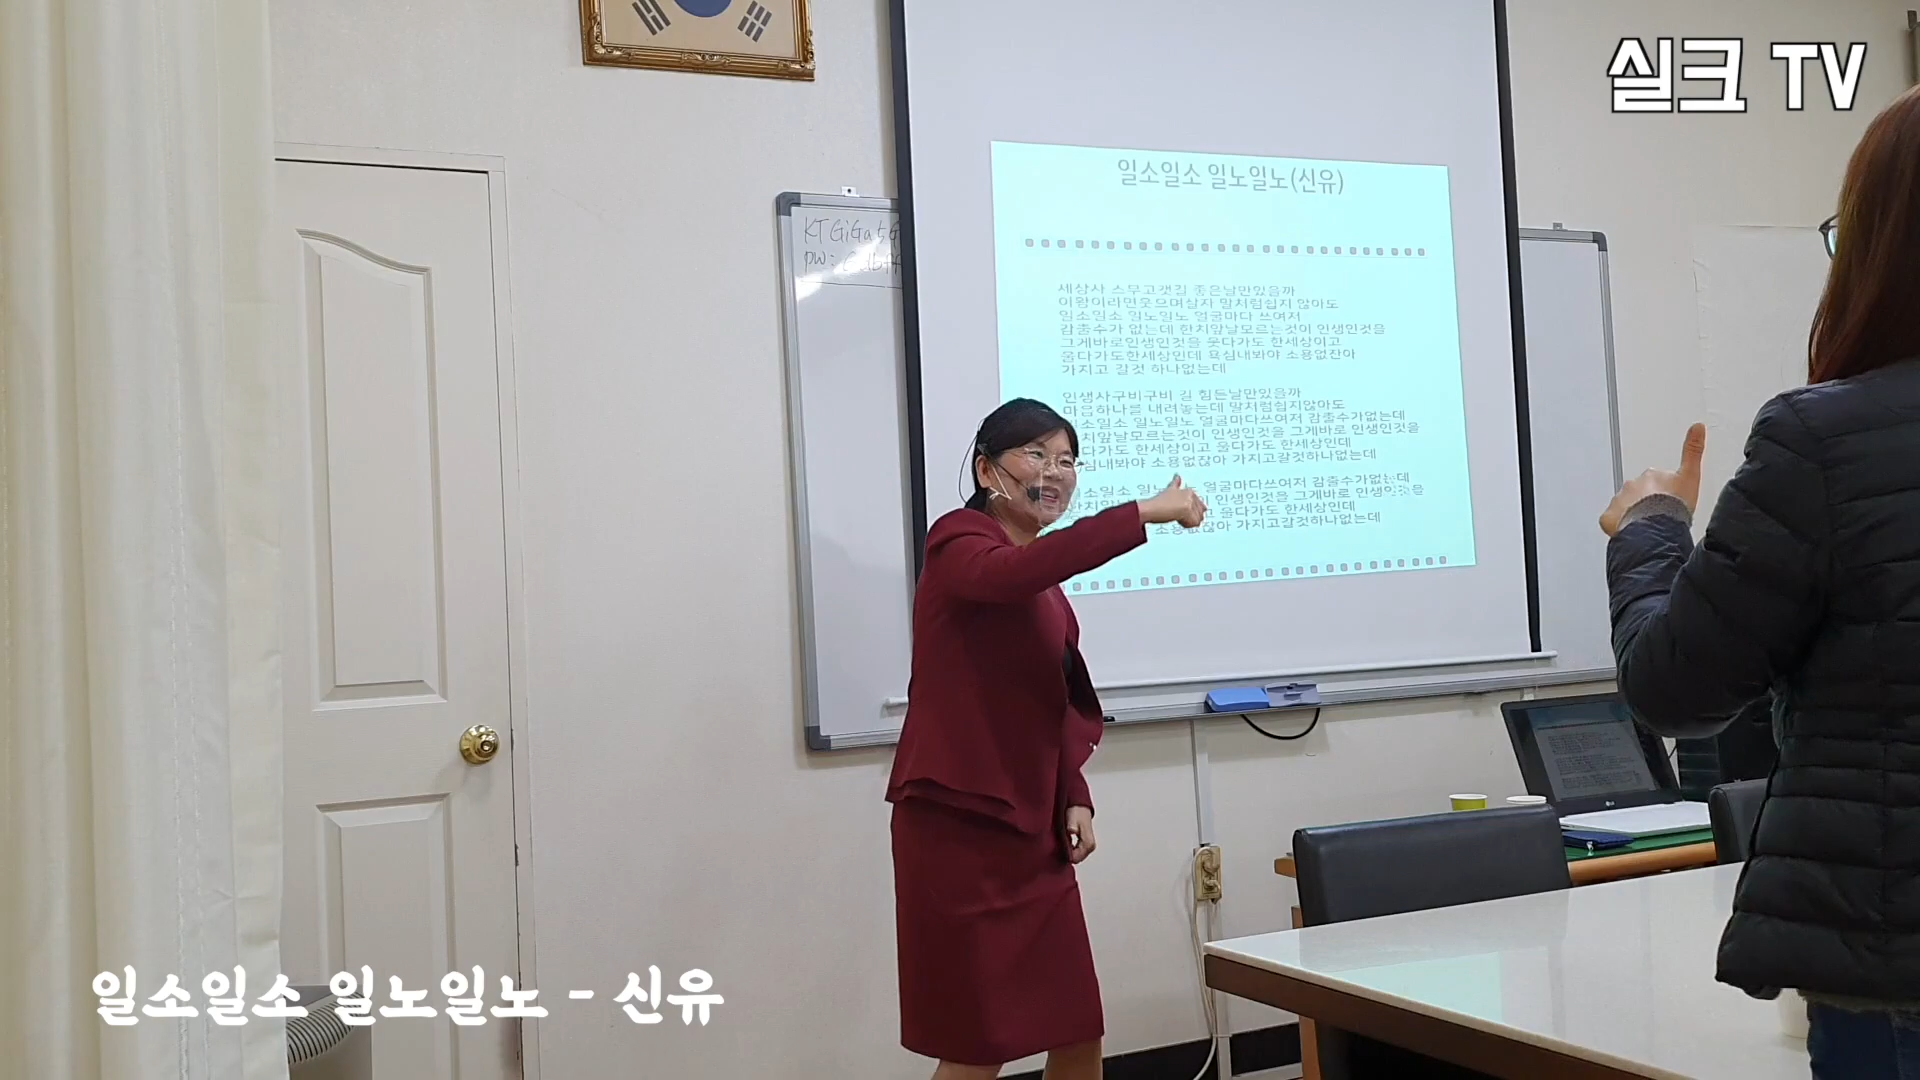 실크 TV
일소일소 일노일노(신유)
KT GiGa 5G
pw:
세상사 스무고갯길 좋은날만있을까
이왕이라면웃으며살자 말처럼쉽지 않아도
일소일소 일노일노 얼굴마다 쓰여져
감출수가 없는데 한치앞날모르는것이 인생인것을
그게바로인생인것을 웃다가도 한세상이고
울다가도한세상인데 욕심내봐야 소용없잔아
가지고 갈것 하나없는데
인생사구비구비 길 힘든날만있을까
마음하나를 내려놓는데 말처럼쉽지않아도
일노일노 얼굴마다쓰여져 감출수가없는데
인생인것을 그게바로 인생인것을
한세상이고 울다가도 한세상인데
소용없잖아 가지고갈것하나없는데
얼굴마다쓰여져 감출수가없는데
인생인것을 그게바로 인생인것을
울다가도 한세상인데
소용없잖아 가지고갈것하나없는데
일소일소 일노일노 - 신유